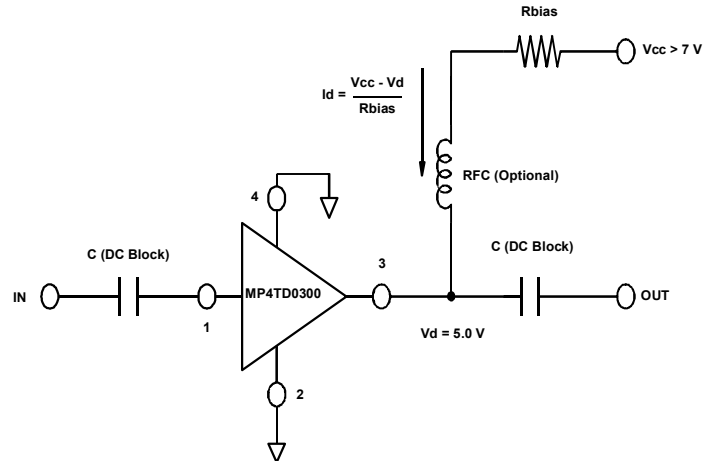 Rbias
Vcc > 7 V
Id = Vcc - Vd
Rbias
RFC (Optional)
4
C (DC Block)
3
C (DC Block)
IN
1
MP4TD0300
OUT
Vd = 5.0 V
2